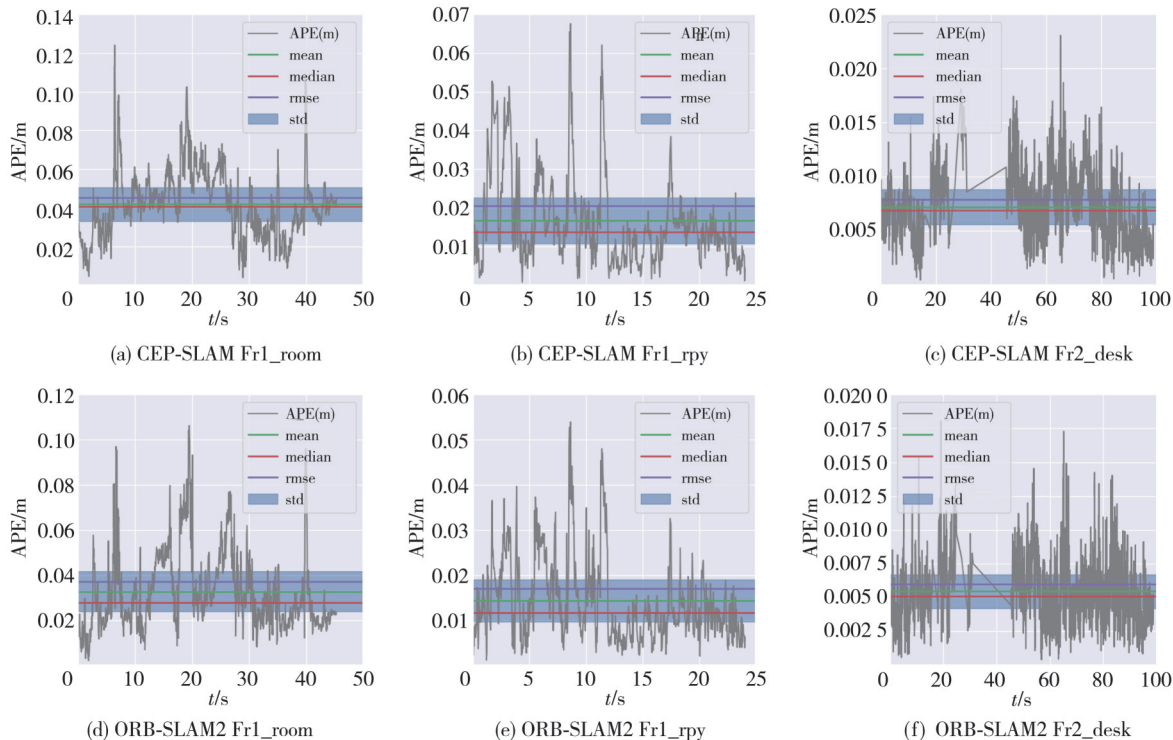 0.14
0.12
0.10
0.08
0.06
0.04
0.02
0
10
20
30
40
50
APE/m
t/s
APE(m)
mean
median
rmse
std
(a) CEP-SLAM Fr1_room
0.07
0.06
0.05
0.04
0.03
0.02
0.01
0
5
10
15
20
25
APE/m
t/s
APE(m)
mean
median
rmse
std
(b) CEP-SLAM Fr1_rpy
0.025
0.020
0.015
0.010
0.005
0
20
40
60
80
100
APE/m
t/s
APE(m)
mean
median
rmse
std
(c) CEP-SLAM Fr2_desk
0.12
0.10
0.08
0.06
0.04
0.02
0
10
20
30
40
50
APE/m
t/s
APE(m)
mean
median
rmse
std
(d) ORB-SLAM2 Fr1_room
0.06
0.05
0.04
0.03
0.02
0.01
0
5
10
15
20
25
APE/m
t/s
APE(m)
mean
median
rmse
std
(e) ORB-SLAM2 Fr1_rpy
0.020 0
0.017 5
0.015 0
0.012 5
0.010 0
0.007 5
0.005 0
0.002 5
0
20
40
60
80
100
APE/m
t/s
APE(m)
mean
median
rmse
std
(f) ORB-SLAM2 Fr2_desk